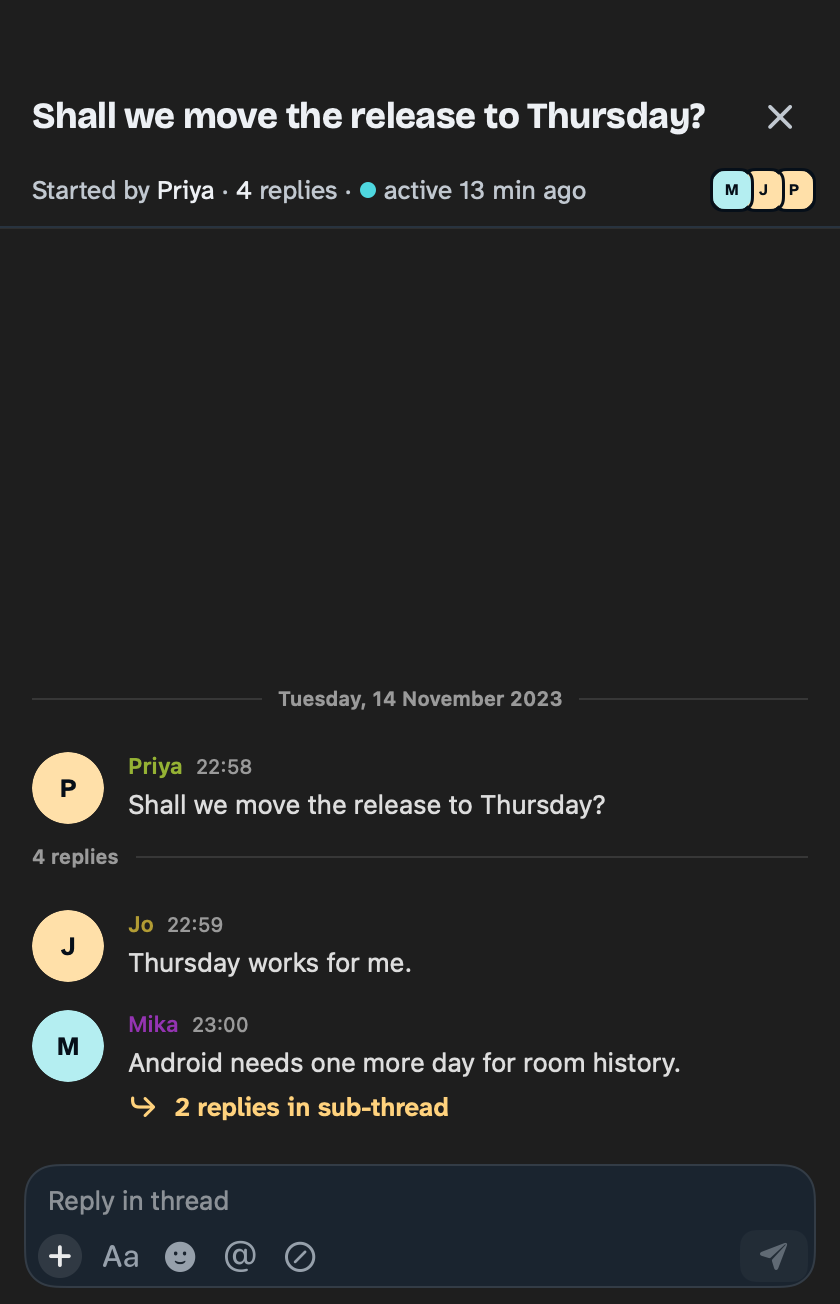 Shall we move the release to Thursday?
Started by Priya · 4 replies · active 13 min ago
M J P
Tuesday, 14 November 2023
P
Priya 22:58
Shall we move the release to Thursday?
4 replies
J
Jo 22:59
Thursday works for me.
M
Mika 23:00
Android needs one more day for room history.
2 replies in sub-thread
Reply in thread
Aa @